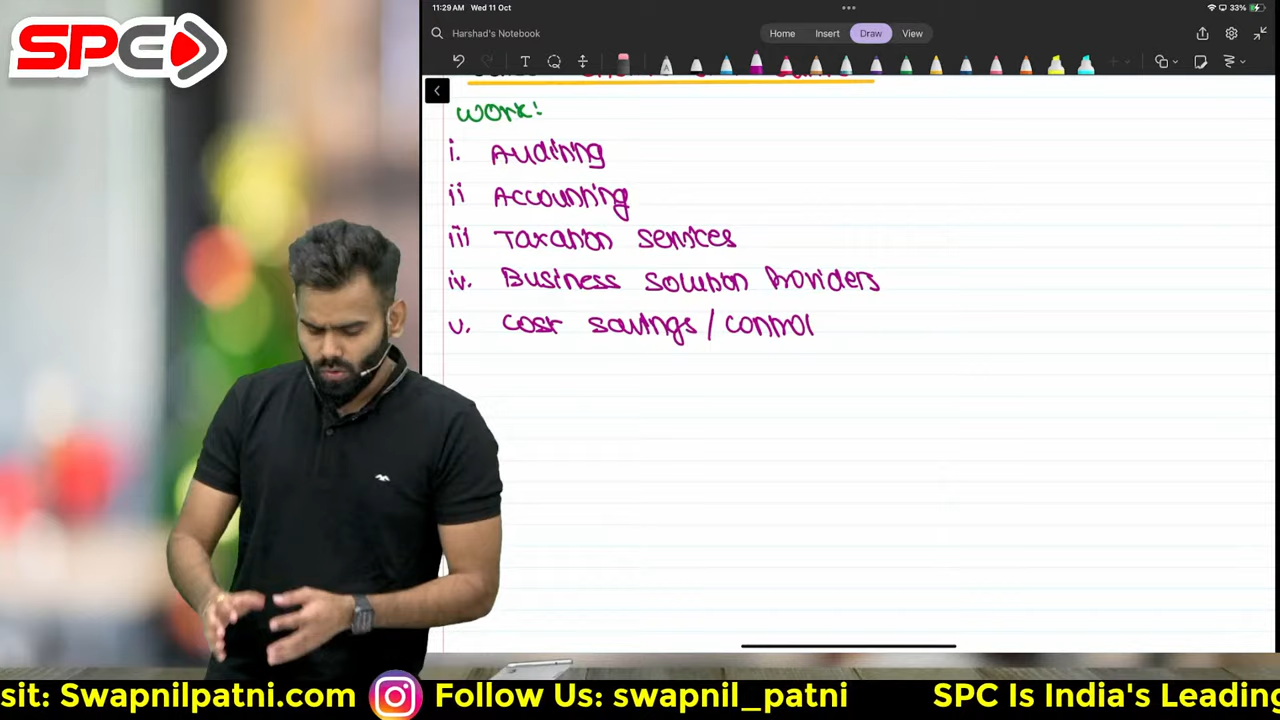 SPC
11:29 AM Wed 11 Oct
33%
Harshad's Notebook
Home Insert Draw View
Work:
i. Auditing
ii Accounting
iii Taxation services
iv. Business solution Providers
v. cost savings / control
sit: Swapnilpatni.com Follow Us: swapnil_patni SPC Is India's Leading